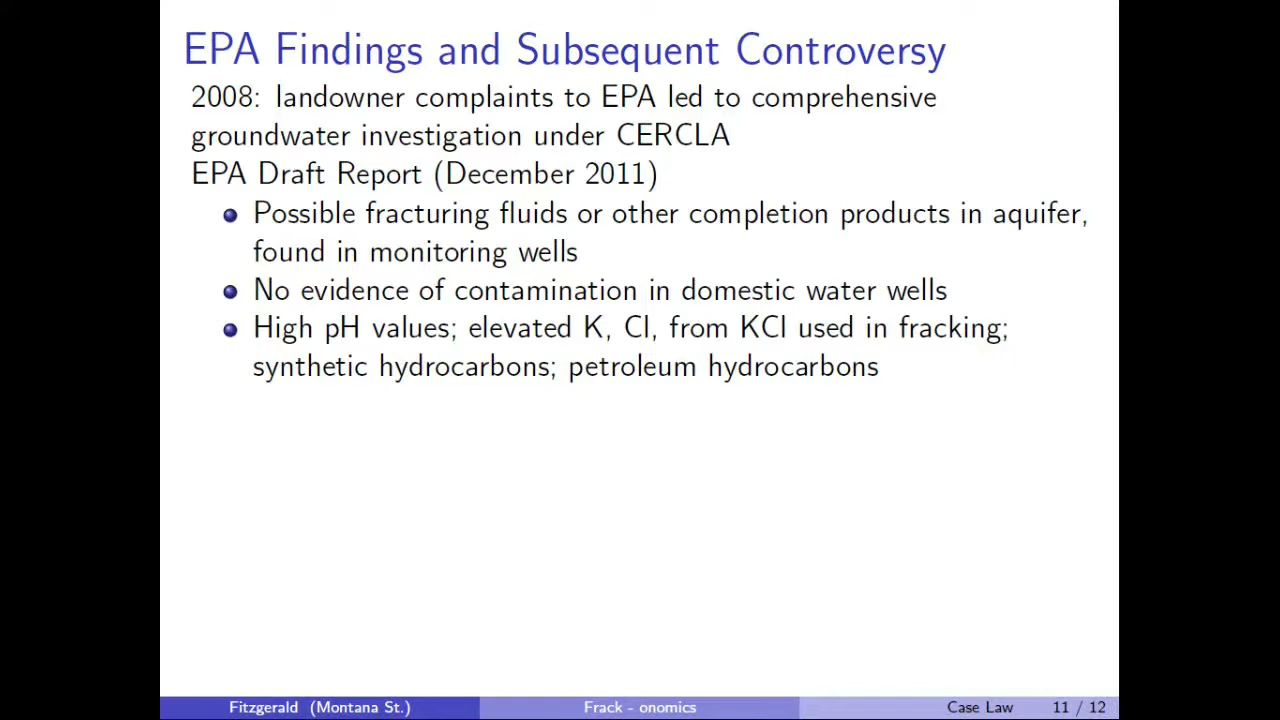 EPA Findings and Subsequent Controversy
2008: landowner complaints to EPA led to comprehensive
groundwater investigation under CERCLA
EPA Draft Report (December 2011)
Possible fracturing fluids or other completion products in aquifer,
found in monitoring wells
No evidence of contamination in domestic water wells
High pH values; elevated K, Cl, from KCl used in fracking;
synthetic hydrocarbons; petroleum hydrocarbons
Fitzgerald (Montana St.) Frack - onomics Case Law 11 / 12